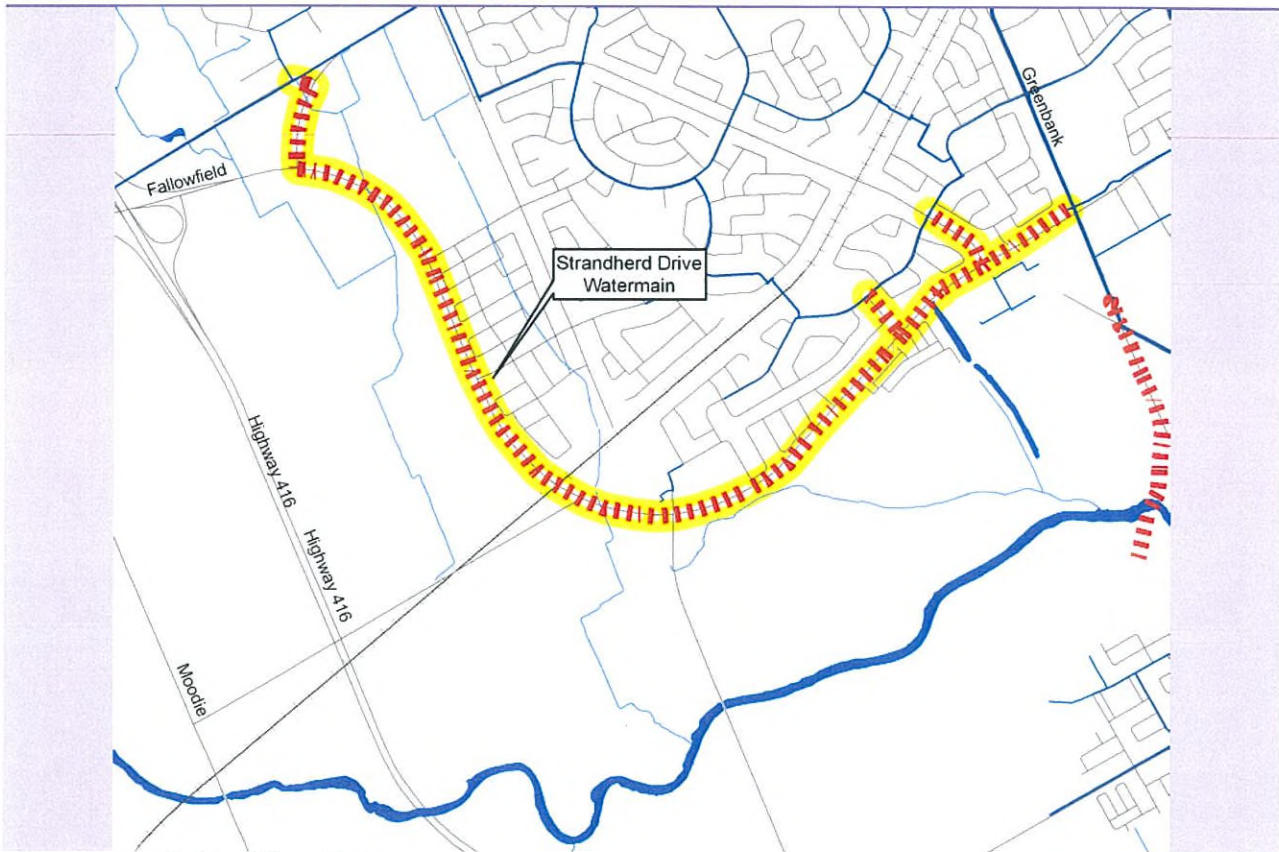 Greenbank
Fallowfield
Strandherd Drive
Watermain
Highway 416
Highway 416
Moodie